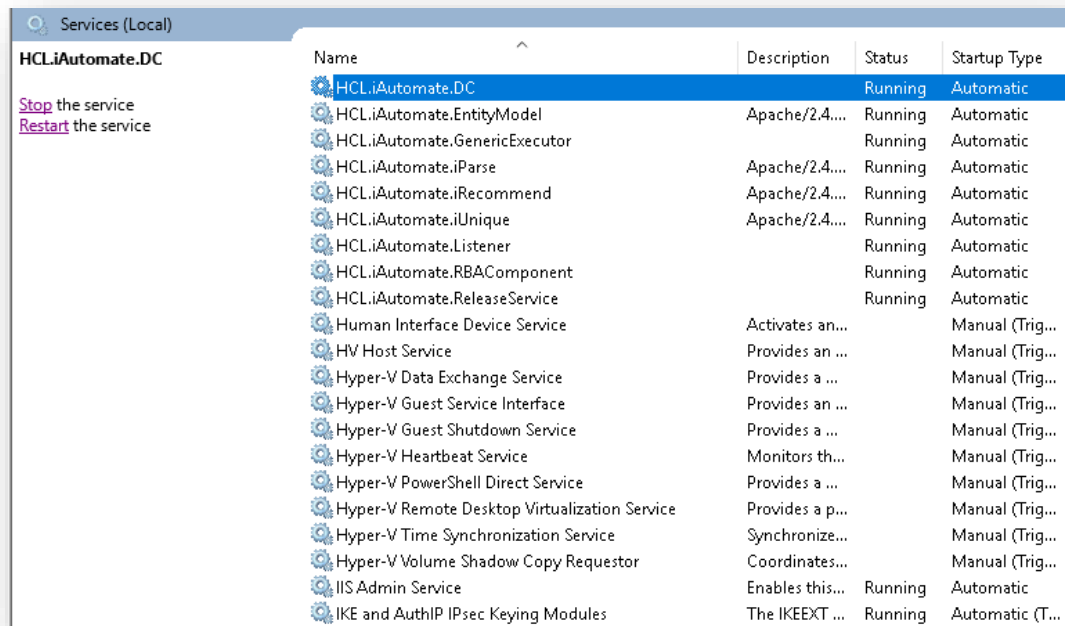 Services (Local)
HCL.iAutomate.DC
Stop the service
Restart the service
Name Description Status Startup Type
HCL.iAutomate.DC Running Automatic
HCL.iAutomate.EntityModel Apache/2.4.... Running Automatic
HCL.iAutomate.GenericExecutor Running Automatic
HCL.iAutomate.iParse Apache/2.4.... Running Automatic
HCL.iAutomate.iRecommend Apache/2.4.... Running Automatic
HCL.iAutomate.iUnique Apache/2.4.... Running Automatic
HCL.iAutomate.Listener Running Automatic
HCL.iAutomate.RBAComponent Running Automatic
HCL.iAutomate.ReleaseService Running Automatic
Human Interface Device Service Activates an... Manual (Trig...
HV Host Service Provides an ... Manual (Trig...
Hyper-V Data Exchange Service Provides a ... Manual (Trig...
Hyper-V Guest Service Interface Provides an ... Manual (Trig...
Hyper-V Guest Shutdown Service Provides a ... Manual (Trig...
Hyper-V Heartbeat Service Monitors th... Manual (Trig...
Hyper-V PowerShell Direct Service Provides a ... Manual (Trig...
Hyper-V Remote Desktop Virtualization Service Provides a p... Manual (Trig...
Hyper-V Time Synchronization Service Synchronize... Manual (Trig...
Hyper-V Volume Shadow Copy Requestor Coordinates... Manual (Trig...
IIS Admin Service Enables this... Running Automatic
IKE and AuthIP IPsec Keying Modules The IKEEXT ... Running Automatic (T...